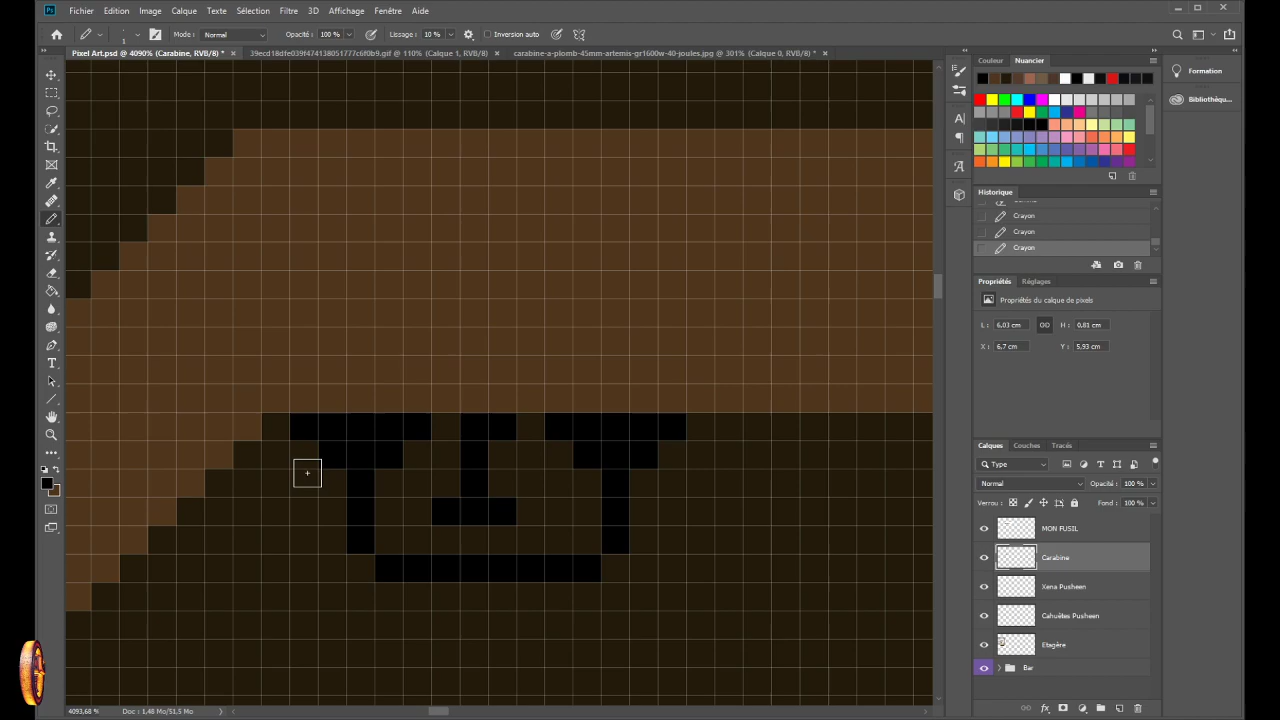 Ps Fichier Edition Image Calque Texte Sélection Filtre 3D Affichage Fenêtre Aide
1 Mode : Normal Opacité : 100 % Lissage : 10 % Inversion auto
Pixel Art.psd @ 4090% (Carabine, RVB/8) * × 39ecd18dfe039f474138051777c6f0b9.gif @ 110% (Calque 1, RVB/8) × carabine-a-plomb-45mm-artemis-gr1600w-40-joules.jpg @ 301% (Calque 0, RVB/8) * ×
Couleur Nuancier
Formation
Bibliothèqu...
Historique
Crayon
Crayon
Crayon
Propriétés Réglages
Propriétés du calque de pixels
L : 6,03 cm H : 0,81 cm
X : 6,7 cm Y : 5,93 cm
Calques Couches Tracés
Type
Normal Opacité : 100 %
Verrou : Fond : 100 %
MON FUSIL
Carabine
Xena Pusheen
Cahuètes Pusheen
Etagère
Bar
4093,68 % Doc : 1,48 Mo/51,5 Mo